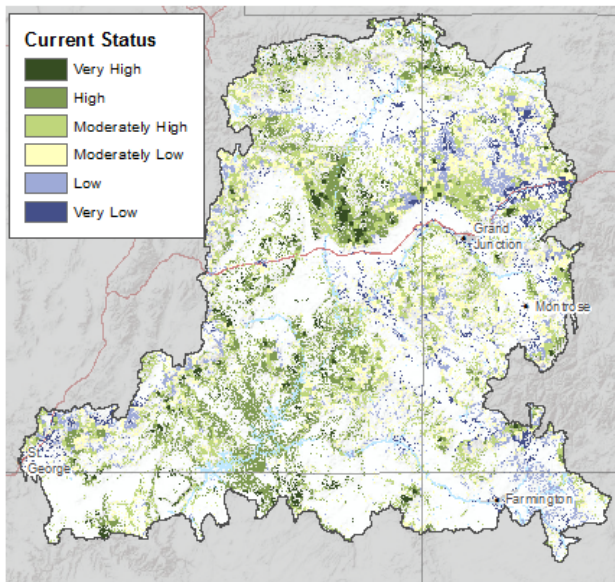 Current Status
Very High
High
Moderately High
Moderately Low
Low
Very Low
Grand
Junction
Montrose
St.
George
Farmington